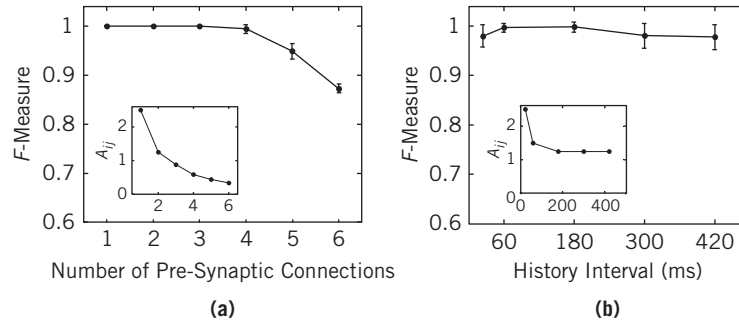 1
0.9
0.8
0.7
0.6
F-Measure
2
1
0
A_ij
2 4 6
1 2 3 4 5 6
Number of Pre-Synaptic Connections
(a)
1
0.9
0.8
0.7
0.6
F-Measure
2
1
0
A_ij
0 200 400
60 180 300 420
History Interval (ms)
(b)